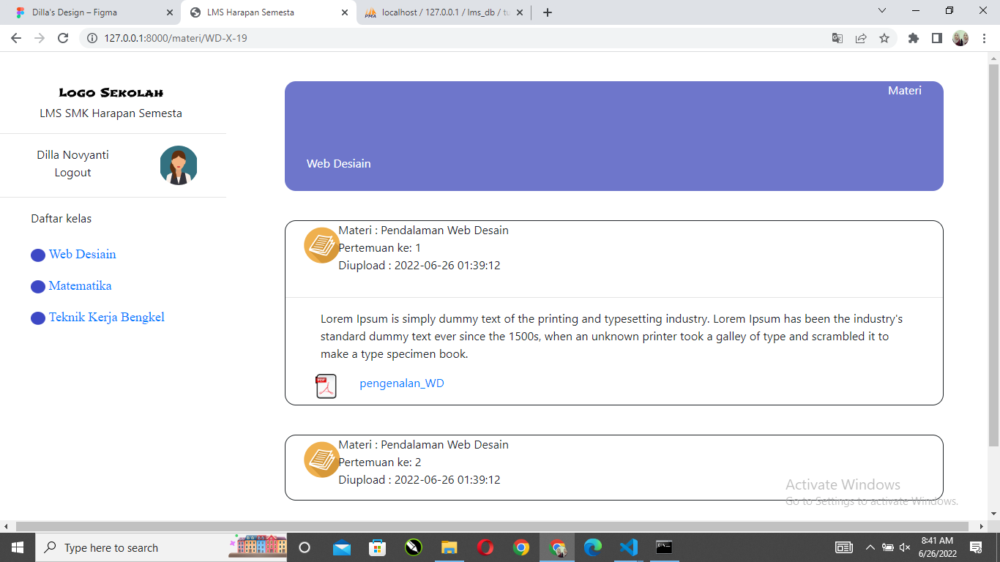 Dilla's Design – Figma
LMS Harapan Semesta
localhost / 127.0.0.1 / lms_db / tu
127.0.0.1:8000/materi/WD-X-19
Logo Sekolah
LMS SMK Harapan Semesta
Dilla Novyanti
Logout
Daftar kelas
Web Desiain
Matematika
Teknik Kerja Bengkel
Materi
Web Desiain
Materi : Pendalaman Web Desain
Pertemuan ke: 1
Diupload : 2022-06-26 01:39:12
Lorem Ipsum is simply dummy text of the printing and typesetting industry. Lorem Ipsum has been the industry's
standard dummy text ever since the 1500s, when an unknown printer took a galley of type and scrambled it to
make a type specimen book.
PDF
pengenalan_WD
Materi : Pendalaman Web Desain
Pertemuan ke: 2
Diupload : 2022-06-26 01:39:12
Activate Windows
Go to Settings to activate Windows.
Type here to search
8:41 AM
6/26/2022